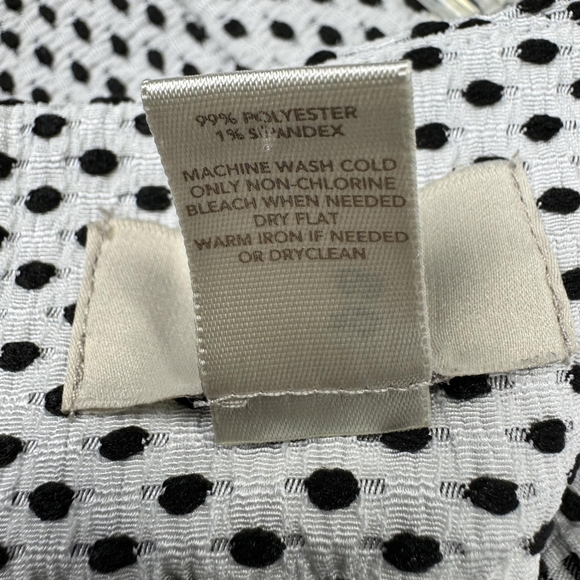 99% POLYESTER
1% SPANDEX
MACHINE WASH COLD
ONLY NON-CHLORINE
BLEACH WHEN NEEDED
DRY FLAT
WARM IRON IF NEEDED
OR DRYCLEAN